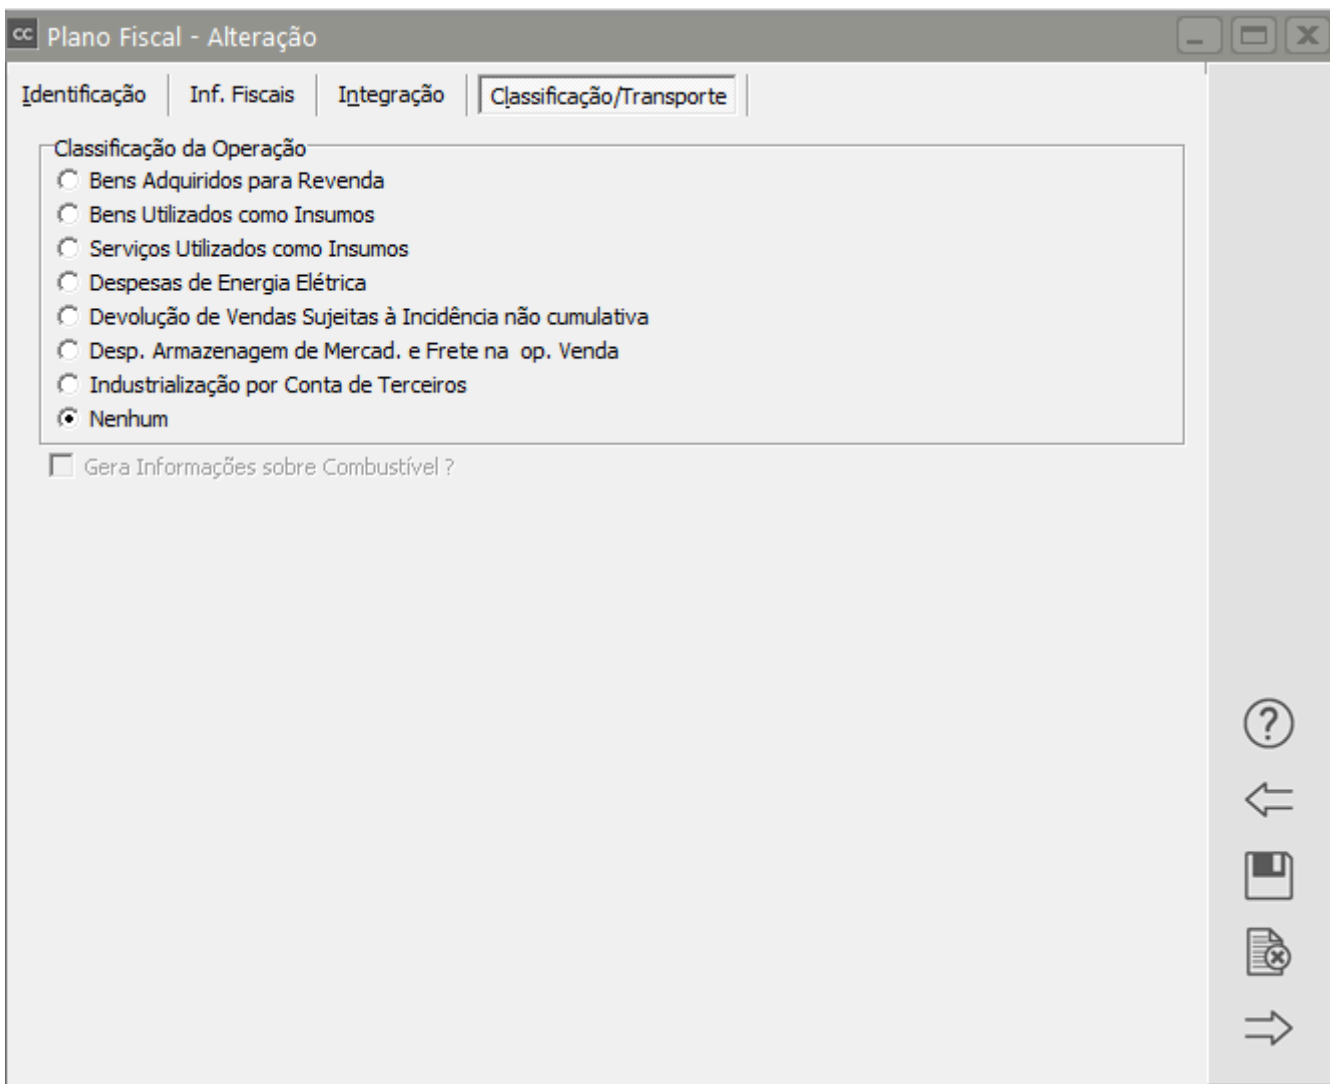 CC Plano Fiscal - Alteração
Identificação Inf. Fiscais Integração Classificação/Transporte
Classificação da Operação
Bens Adquiridos para Revenda
Bens Utilizados como Insumos
Serviços Utilizados como Insumos
Despesas de Energia Elétrica
Devolução de Vendas Sujeitas à Incidência não cumulativa
Desp. Armazenagem de Mercad. e Frete na op. Venda
Industrialização por Conta de Terceiros
Nenhum
Gera Informações sobre Combustível ?